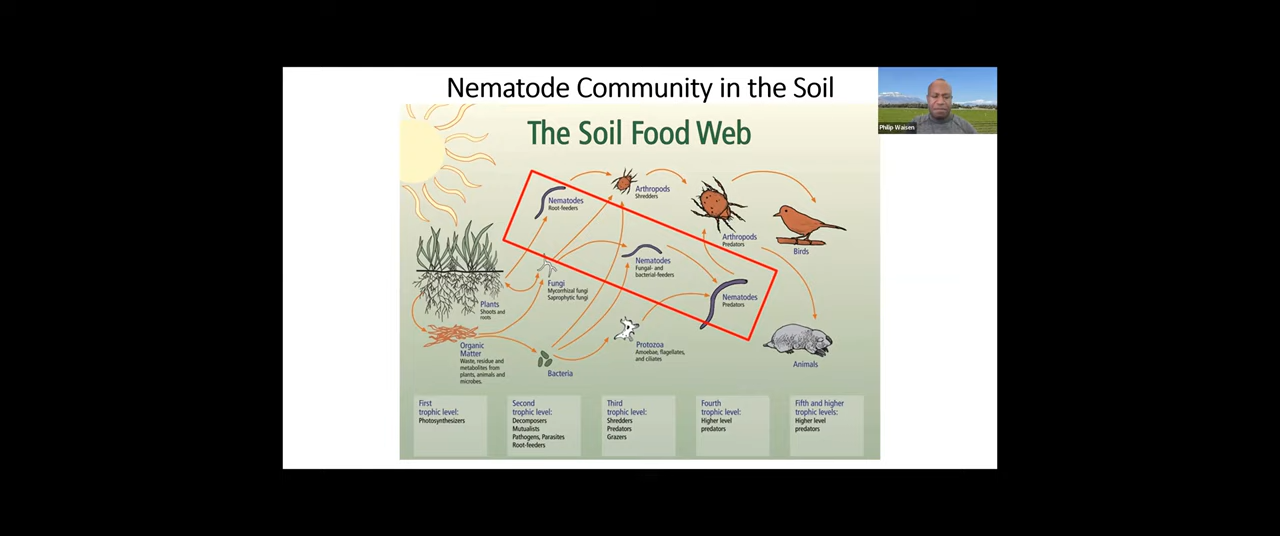 Nematode Community in the Soil
Philip Waisen
The Soil Food Web
Nematodes
Root-feeders
Arthropods
Shredders
Arthropods
Predators
Birds
Nematodes
Fungal- and
bacterial-feeders
Fungi
Mycorrhizal fungi
Saprophytic fungi
Nematodes
Predators
Plants
Shoots and
roots
Organic
Matter
Waste, residue and
metabolites from
plants, animals and
microbes.
Bacteria
Protozoa
Amoebae, flagellates,
and ciliates
Animals
First
trophic level:
Photosynthesizers
Second
trophic level:
Decomposers
Mutualists
Pathogens, Parasites
Root-feeders
Third
trophic level:
Shredders
Predators
Grazers
Fourth
trophic level:
Higher level
predators
Fifth and higher
trophic levels:
Higher level
predators